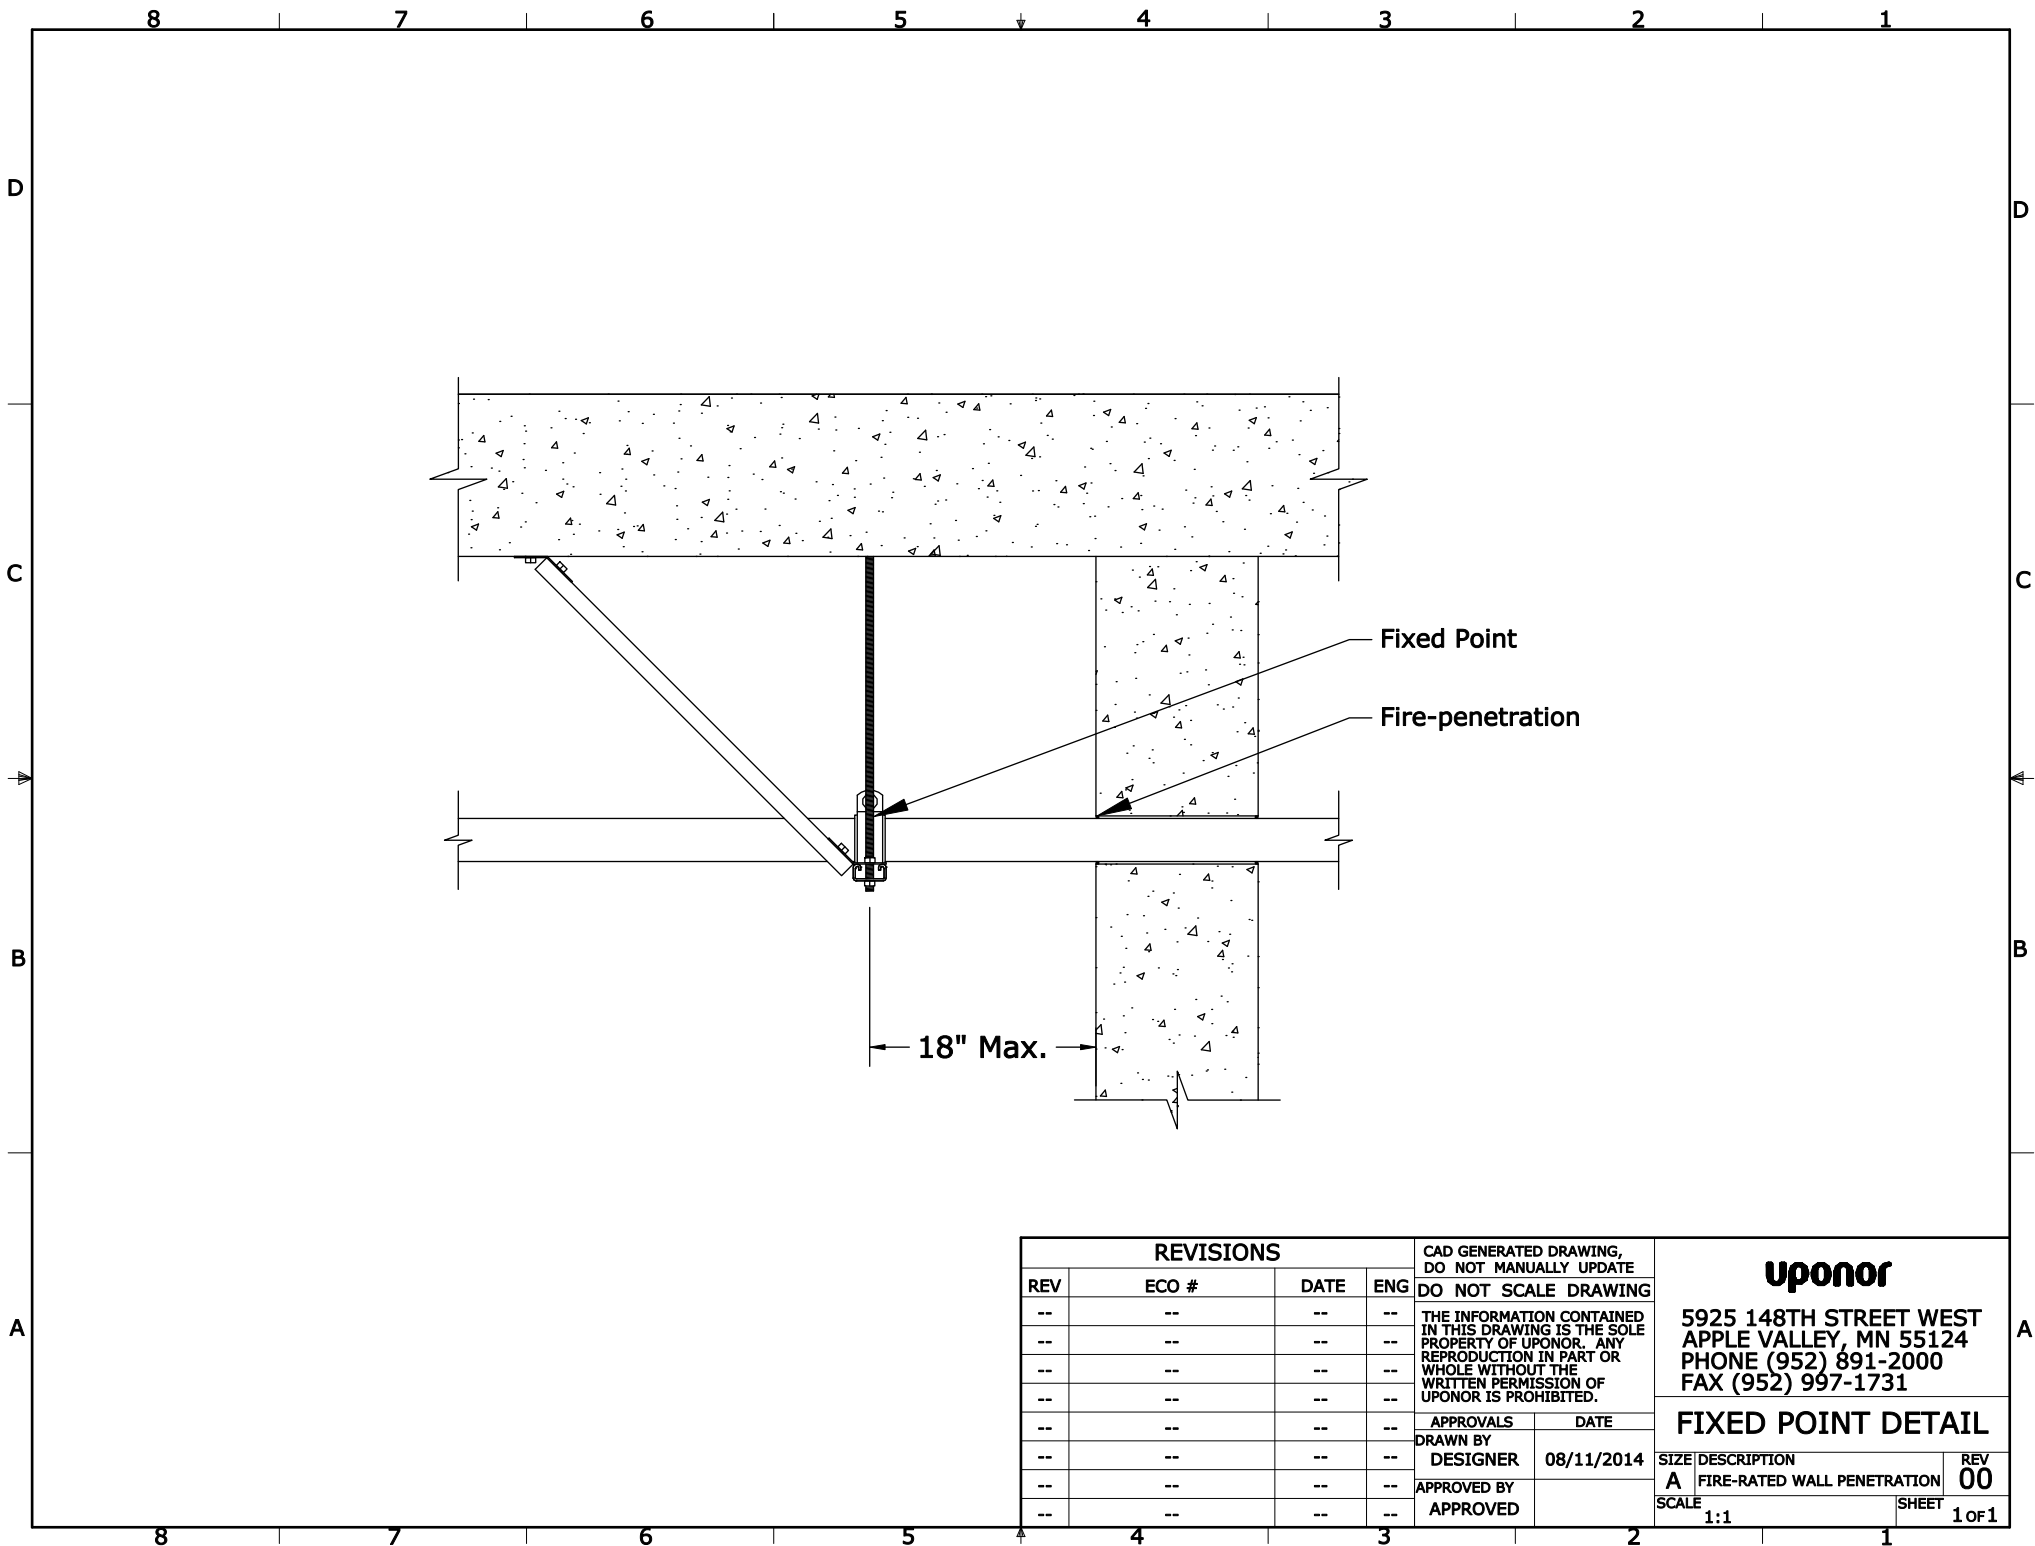 8 7 6 5 4 3 2 1
D D
C C
Fixed Point
Fire-penetration
B B
18" Max.
A A
REVISIONS
REV ECO # DATE ENG
-- -- -- --
-- -- -- --
-- -- -- --
-- -- -- --
-- -- -- --
-- -- -- --
-- -- -- --
-- -- -- --
CAD GENERATED DRAWING,
DO NOT MANUALLY UPDATE
DO NOT SCALE DRAWING
THE INFORMATION CONTAINED
IN THIS DRAWING IS THE SOLE
PROPERTY OF UPONOR. ANY
REPRODUCTION IN PART OR
WHOLE WITHOUT THE
WRITTEN PERMISSION OF
UPONOR IS PROHIBITED.
APPROVALS DATE
DRAWN BY
DESIGNER 08/11/2014
APPROVED BY
APPROVED
uponor
5925 148TH STREET WEST
APPLE VALLEY, MN 55124
PHONE (952) 891-2000
FAX (952) 997-1731
FIXED POINT DETAIL
SIZE DESCRIPTION REV
A FIRE-RATED WALL PENETRATION 00
SCALE 1:1 SHEET 1 OF 1
8 7 6 5 4 3 2 1